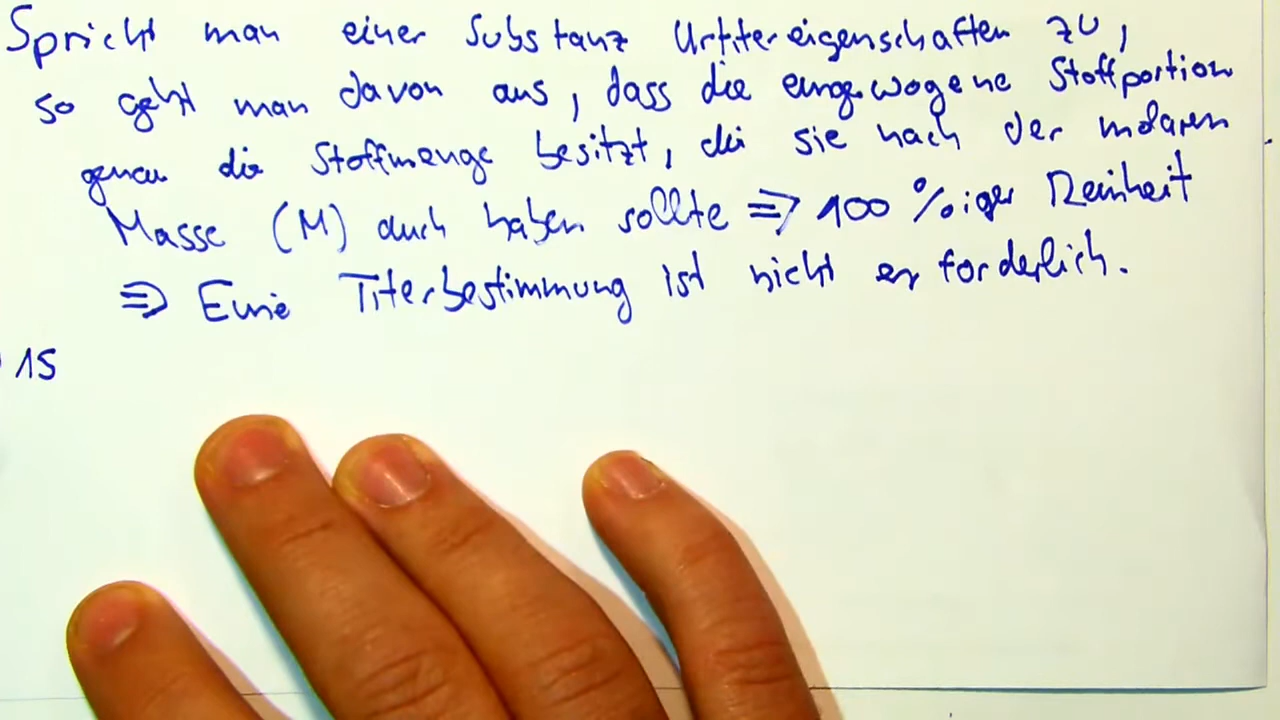 Spricht man einer Substanz Urtitereigenschaften zu,
so geht man davon aus, dass die eingewogene Stoffportion
genau die Stoffmenge besitzt, die sie nach der molaren
Masse (M) auch haben sollte => 100 %iger Reinheit
=> Eine Titerbestimmung ist nicht erforderlich.
15